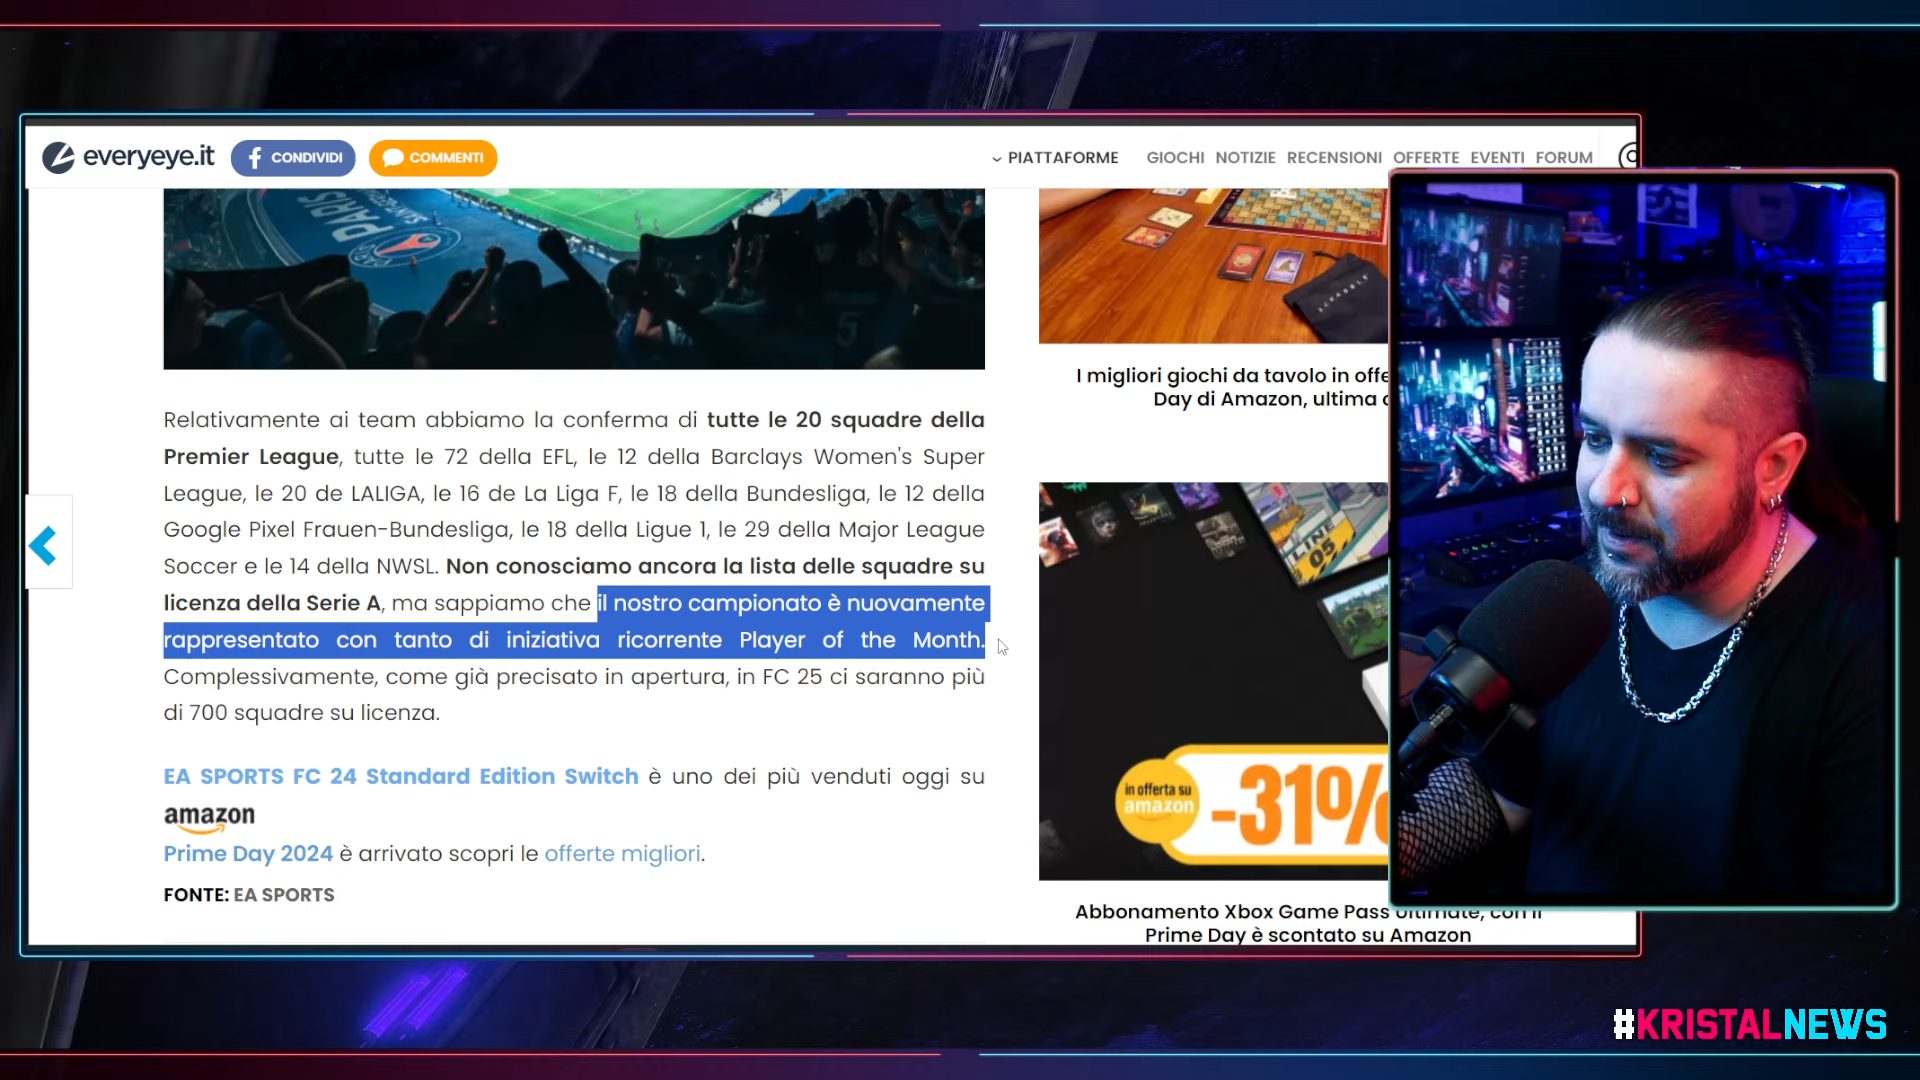 everyeye.it
CONDIVIDI
COMMENTI
PIATTAFORME GIOCHI NOTIZIE RECENSIONI OFFERTE EVENTI FORUM
PARIS
5
SCRABBLE
Relativamente ai team abbiamo la conferma di tutte le 20 squadre della
Premier League, tutte le 72 della EFL, le 12 della Barclays Women's Super
League, le 20 de LALIGA, le 16 de La Liga F, le 18 della Bundesliga, le 12 della
Google Pixel Frauen-Bundesliga, le 18 della Ligue 1, le 29 della Major League
Soccer e le 14 della NWSL. Non conosciamo ancora la lista delle squadre su
licenza della Serie A, ma sappiamo che il nostro campionato è nuovamente
rappresentato con tanto di iniziativa ricorrente Player of the Month.
Complessivamente, come già precisato in apertura, in FC 25 ci saranno più
di 700 squadre su licenza.
EA SPORTS FC 24 Standard Edition Switch è uno dei più venduti oggi su
amazon
Prime Day 2024 è arrivato scopri le offerte migliori.
FONTE: EA SPORTS
I migliori giochi da tavolo in offe
Day di Amazon, ultima
LINE
05
in offerta su
amazon
-31%
Abbonamento Xbox Game Pass Ultimate, con il
Prime Day è scontato su Amazon
#KRISTALNEWS